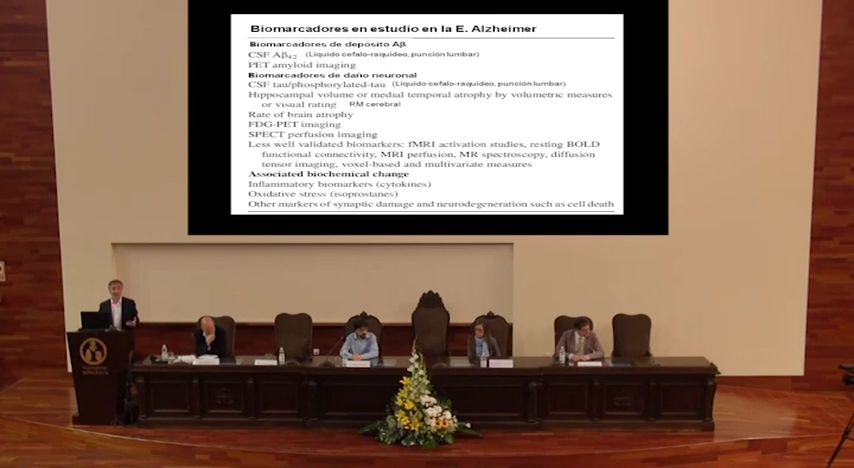 Biomarcadores en estudio en la E. Alzheimer
Biomarcadores de depósito Aβ
CSF Aβ42 (Líquido cefalo-raquídeo, punción lumbar)
PET amyloid imaging
Biomarcadores de daño neuronal
CSF tau/phosphorylated-tau (Líquido cefalo-raquídeo, punción lumbar)
Hippocampal volume or medial temporal atrophy by volumetric measures
or visual rating RM cerebral
Rate of brain atrophy
FDG-PET imaging
SPECT perfusion imaging
Less well validated biomarkers: fMRI activation studies, resting BOLD
functional connectivity, MRI perfusion, MR spectroscopy, diffusion
tensor imaging, voxel-based and multivariate measures
Associated biochemical change
Inflammatory biomarkers (cytokines)
Oxidative stress (isoprostanes)
Other markers of synaptic damage and neurodegeneration such as cell death